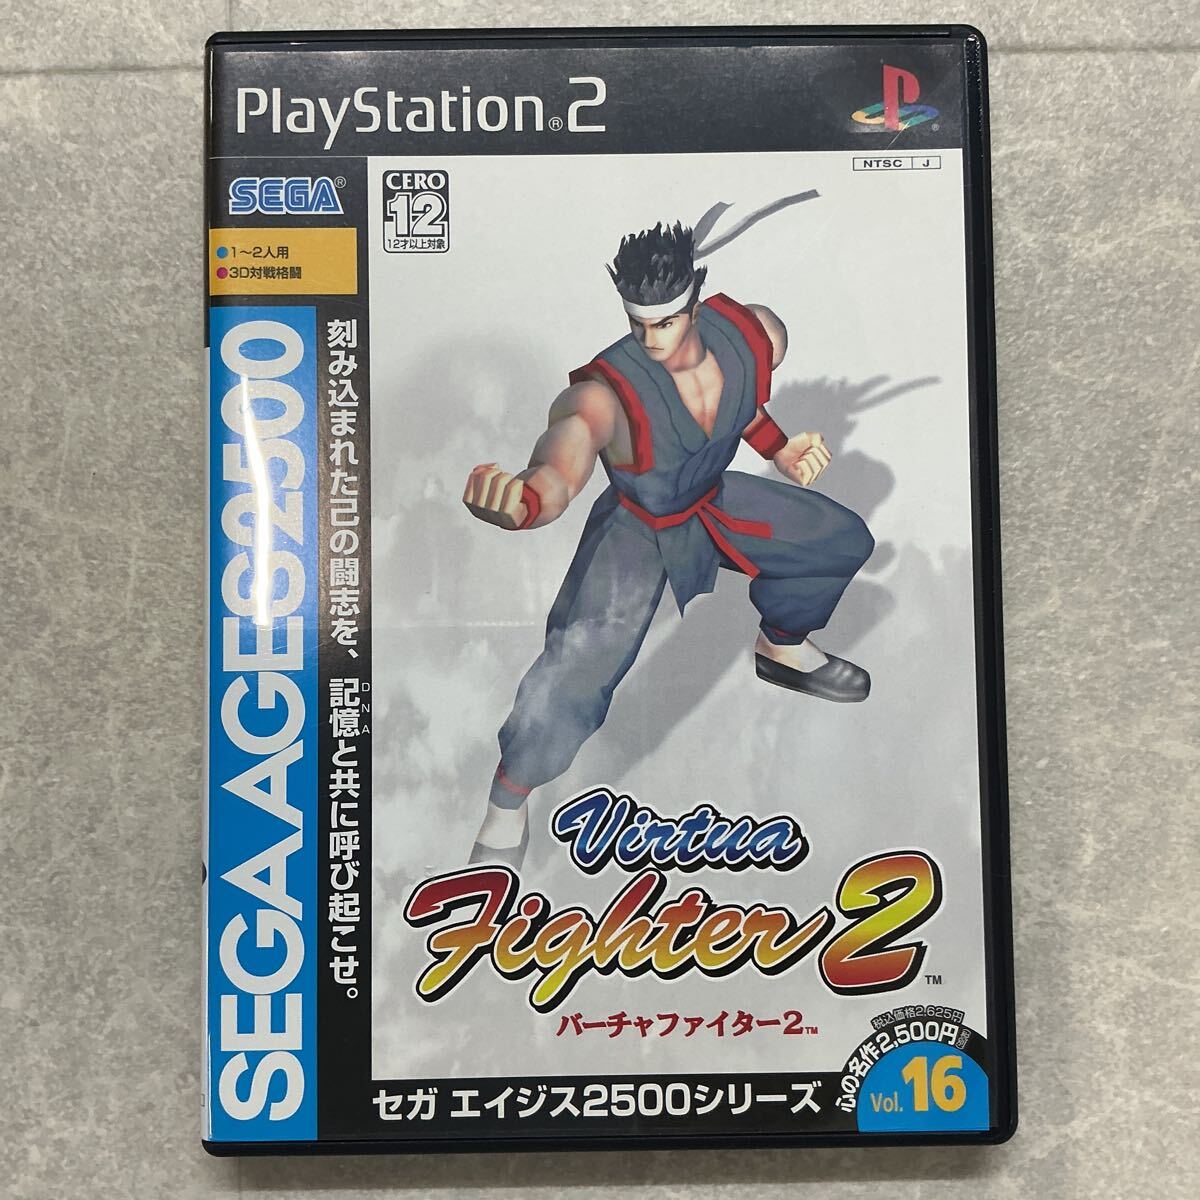 PlayStation®2
NTSC J
SEGA®
●1〜2人用
●3D対戦格闘
CERO
12
12才以上対象
SEGA AGES 2500
刻み込まれた己の闘志を、記憶と共に呼び起こせ。
DNA
Virtua
Fighter2™
バーチャファイター2™
セガ エイジス2500シリーズ
税込価格2,625円
心の名作2,500円
Vol. 16